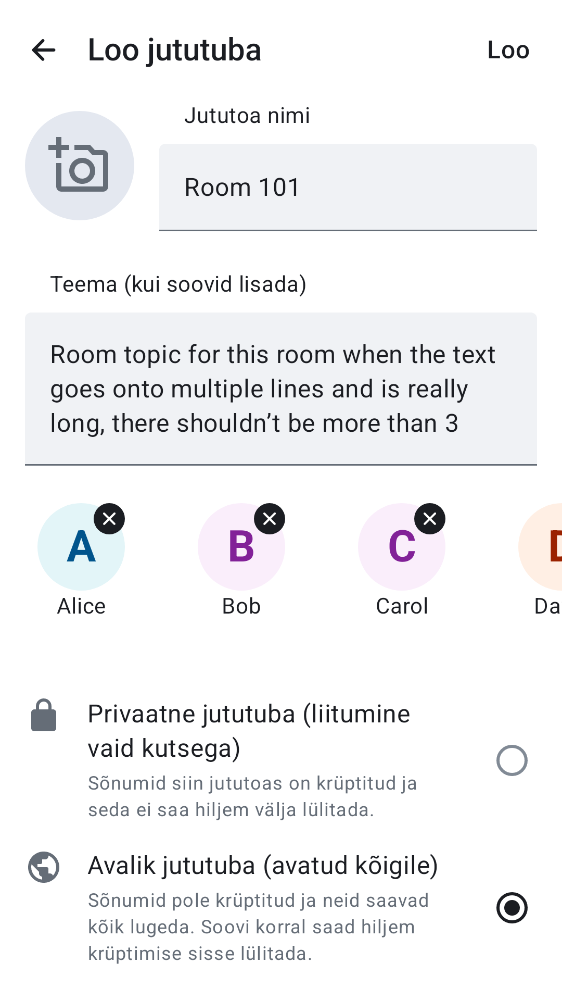 Loo jututuba
Loo
Jututoa nimi
Room 101
Teema (kui soovid lisada)
Room topic for this room when the text
goes onto multiple lines and is really
long, there shouldn’t be more than 3
A
B
C
Alice
Bob
Carol
Da
Privaatne jututuba (liitumine
vaid kutsega)
Sõnumid siin jututoas on krüptitud ja
seda ei saa hiljem välja lülitada.
Avalik jututuba (avatud kõigile)
Sõnumid pole krüptitud ja neid saavad
kõik lugeda. Soovi korral saad hiljem
krüptimise sisse lülitada.